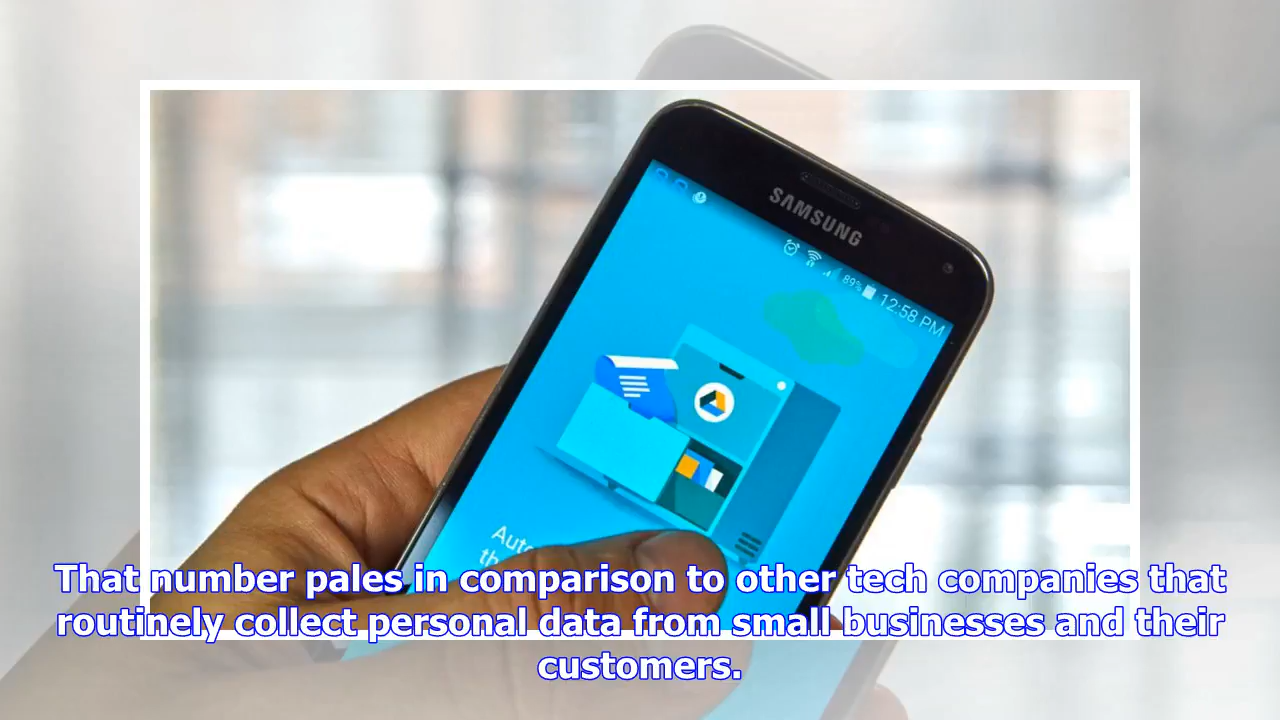 SAMSUNG
89% 12:58 PM
That number pales in comparison to other tech companies that
routinely collect personal data from small businesses and their
customers.